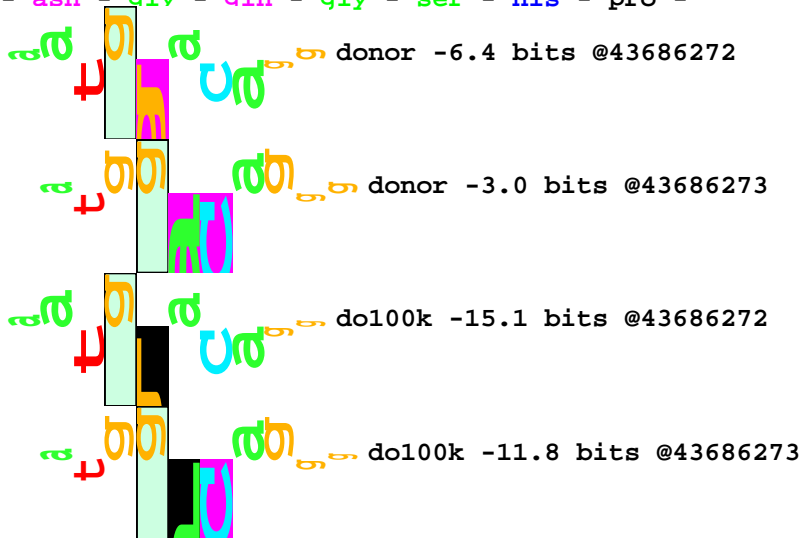 - asn - gly - gln - gly - ser - his - pro -
a a t g g a c a g g donor -6.4 bits @43686272
a t g g a c a g g g donor -3.0 bits @43686273
a a t g g a c a g g do100k -15.1 bits @43686272
a t g g a c a g g g do100k -11.8 bits @43686273